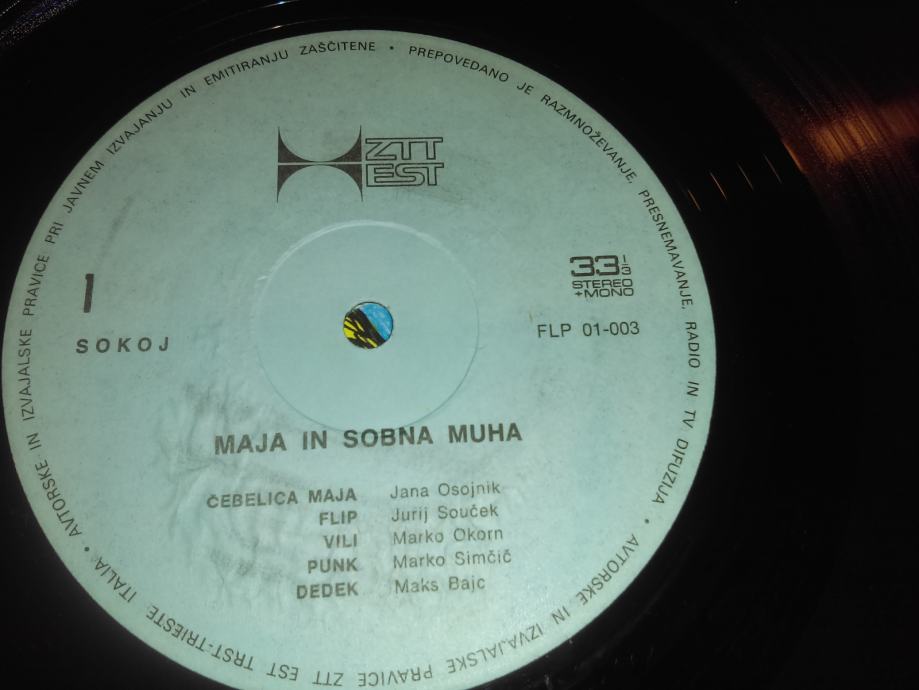 AVTORSKE IN IZVAJALSKE PRAVICE PRI JAVNEM IZVAJANJU IN EMITIRANJU ZAŠČITENE • PREPOVEDANO JE RAZMNOŽEVANJE, PRESNEMAVANJE, RADIO IN TV DIFUZIJA • AVTORSKE IN IZVAJALSKE PRAVICE ZTT EST TRST-TRIESTE ITALIA •
ZTT
EST
1
SOKOJ
33 1/3
STEREO
+MONO
FLP 01-003
MAJA IN SOBNA MUHA
ČEBELICA MAJA Jana Osojnik
FLIP Jurij Souček
VILI Marko Okorn
PUNK Marko Simčič
DEDEK Maks Bajc